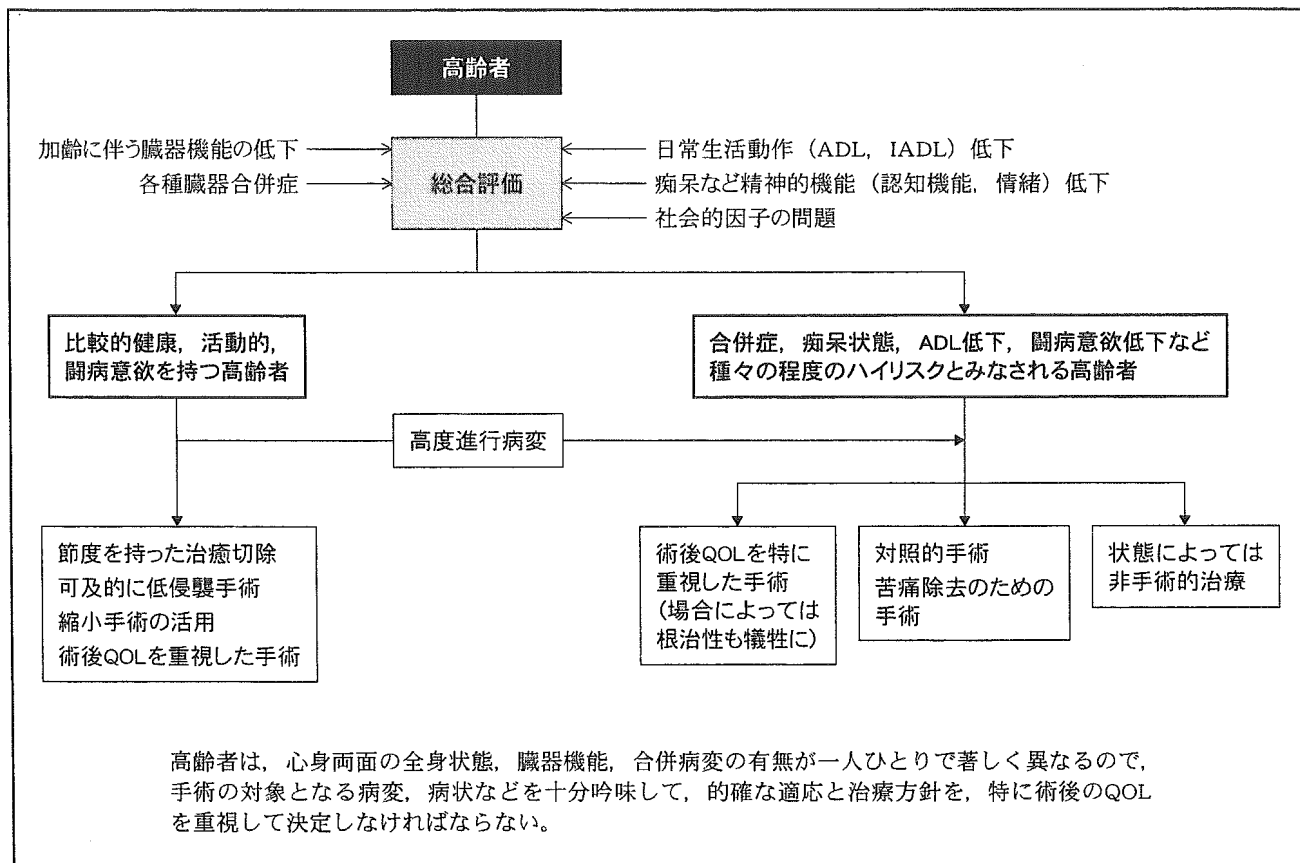 高齢者
加齢に伴う臓器機能の低下
各種臓器合併症
総合評価
日常生活動作（ADL，IADL）低下
痴呆など精神的機能（認知機能，情緒）低下
社会的因子の問題
比較的健康，活動的，
闘病意欲を持つ高齢者
合併症，痴呆状態，ADL低下，闘病意欲低下など
種々の程度のハイリスクとみなされる高齢者
高度進行病変
節度を持った治癒切除
可及的に低侵襲手術
縮小手術の活用
術後QOLを重視した手術
術後QOLを特に
重視した手術
（場合によっては
根治性も犠牲に）
対照的手術
苦痛除去のための
手術
状態によっては
非手術的治療
高齢者は，心身両面の全身状態，臓器機能，合併病変の有無が一人ひとりで著しく異なるので，
手術の対象となる病変，病状などを十分吟味して，的確な適応と治療方針を，特に術後のQOL
を重視して決定しなければならない。